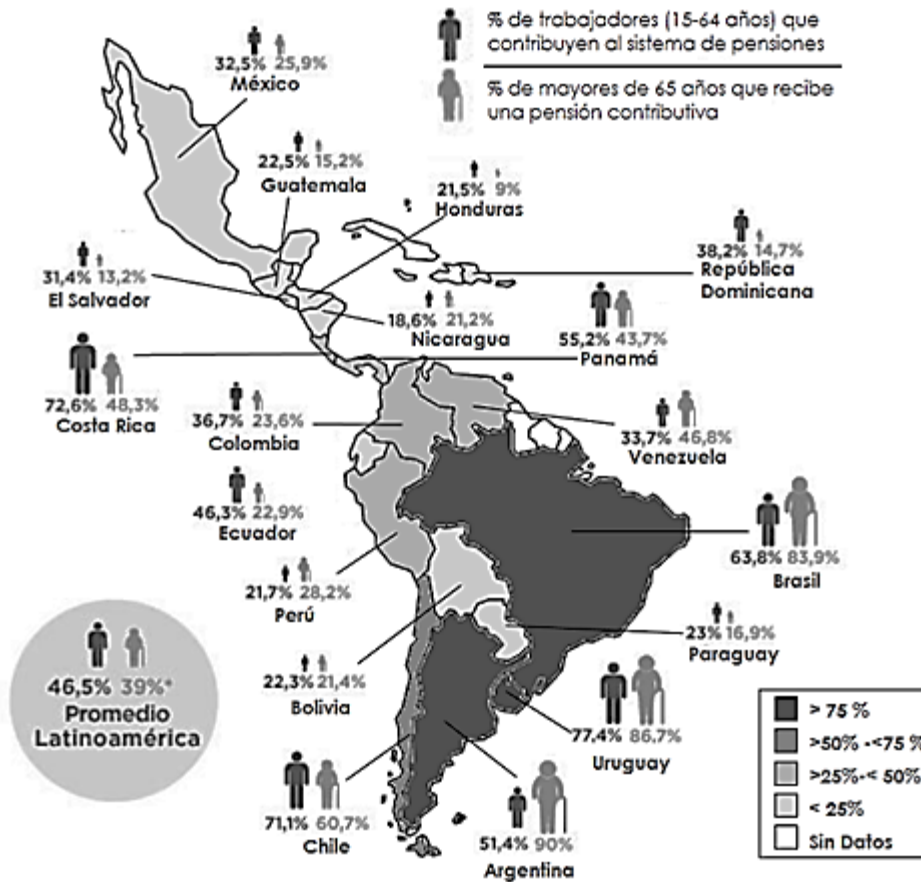 % de trabajadores (15-64 años) que
contribuyen al sistema de pensiones
% de mayores de 65 años que recibe
una pensión contributiva
32,5% 25,9%
México
22,5% 15,2%
Guatemala
21,5% 9%
Honduras
38,2% 14,7%
República
Dominicana
31,4% 13,2%
El Salvador
18,6% 21,2%
Nicaragua
55,2% 43,7%
Panamá
72,6% 48,3%
Costa Rica
36,7% 23,6%
Colombia
33,7% 46,8%
Venezuela
46,3% 22,9%
Ecuador
63,8% 83,9%
Brasil
21,7% 28,2%
Perú
23% 16,9%
Paraguay
22,3% 21,4%
Bolivia
46,5% 39%*
Promedio
Latinoamérica
77,4% 86,7%
Uruguay
71,1% 60,7%
Chile
51,4% 90%
Argentina
> 75 %
>50% -<75 %
>25%-< 50%
< 25%
Sin Datos